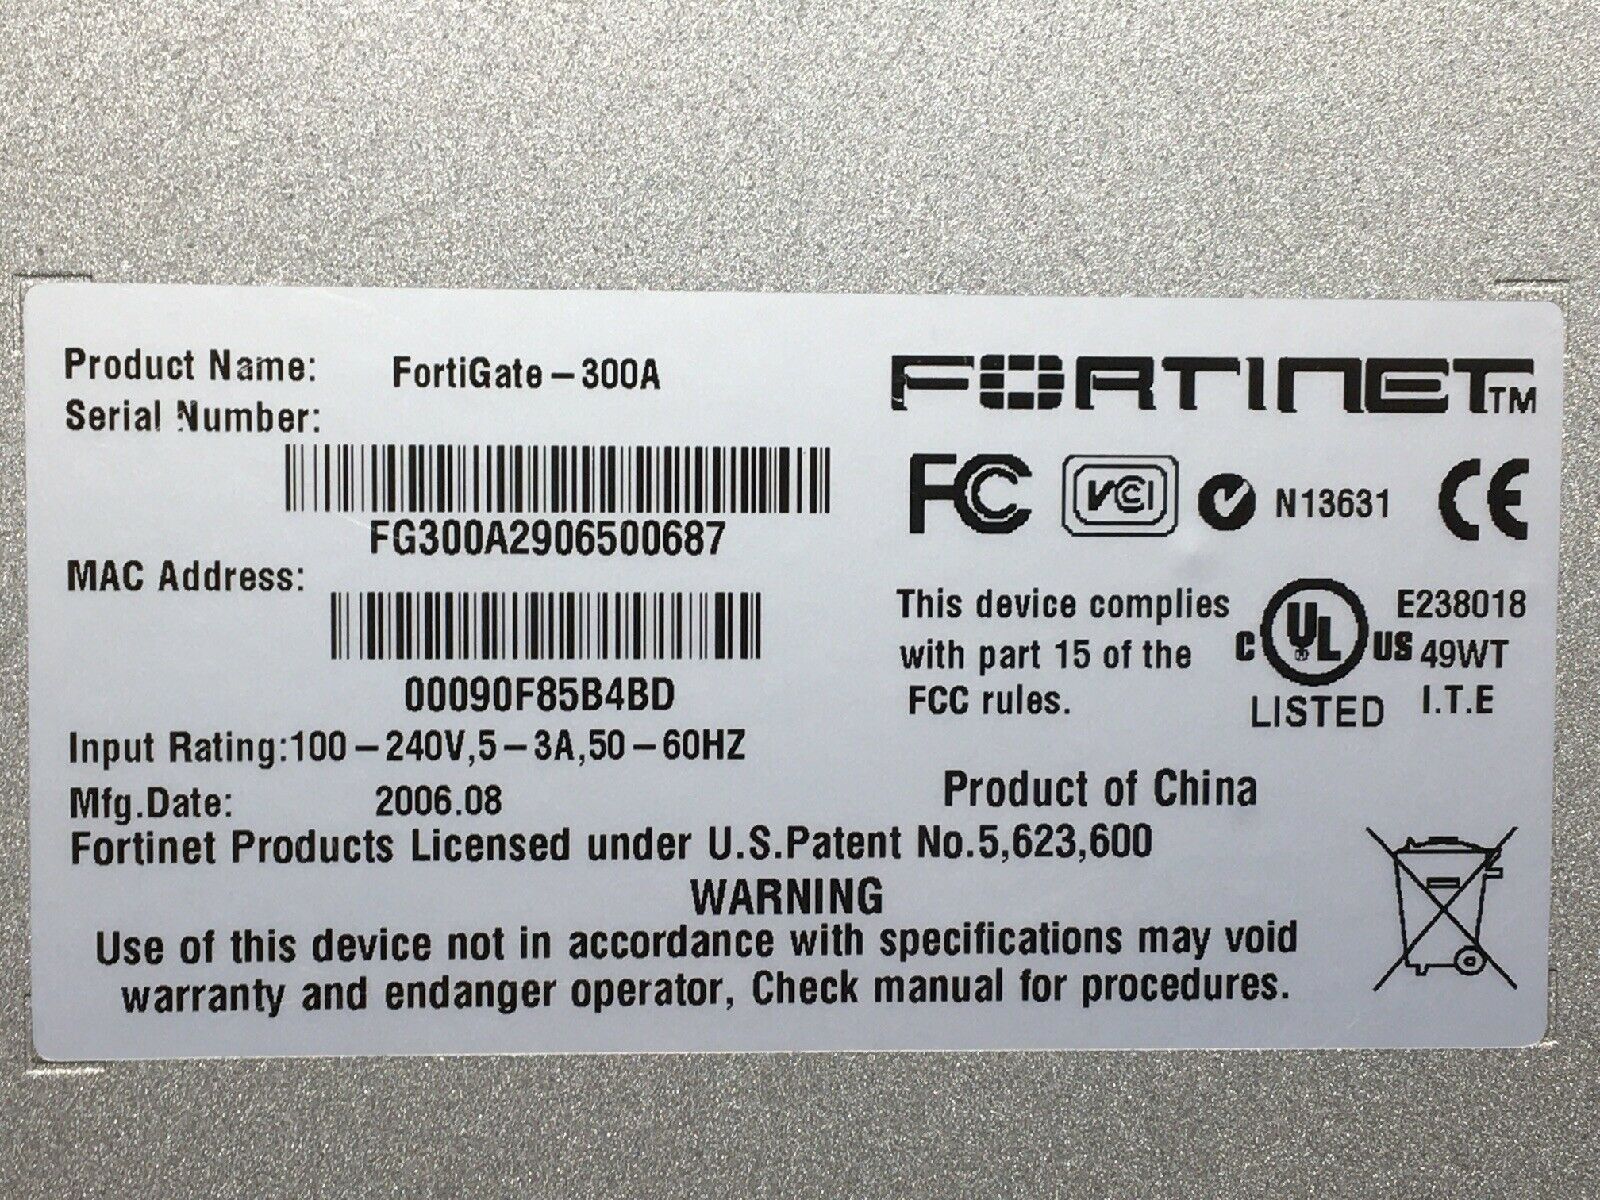 Product Name: FortiGate-300A
Serial Number:
FG300A2906500687
MAC Address:
00090F85B4BD
Input Rating:100-240V,5-3A,50-60HZ
Mfg.Date: 2006.08
Fortinet Products Licensed under U.S.Patent No.5,623,600
FORTINET TM
FC VCI N13631 CE
This device complies
with part 15 of the
FCC rules.
C UL ® US
LISTED
E238018
49WT
I.T.E
Product of China
WARNING
Use of this device not in accordance with specifications may void
warranty and endanger operator, Check manual for procedures.